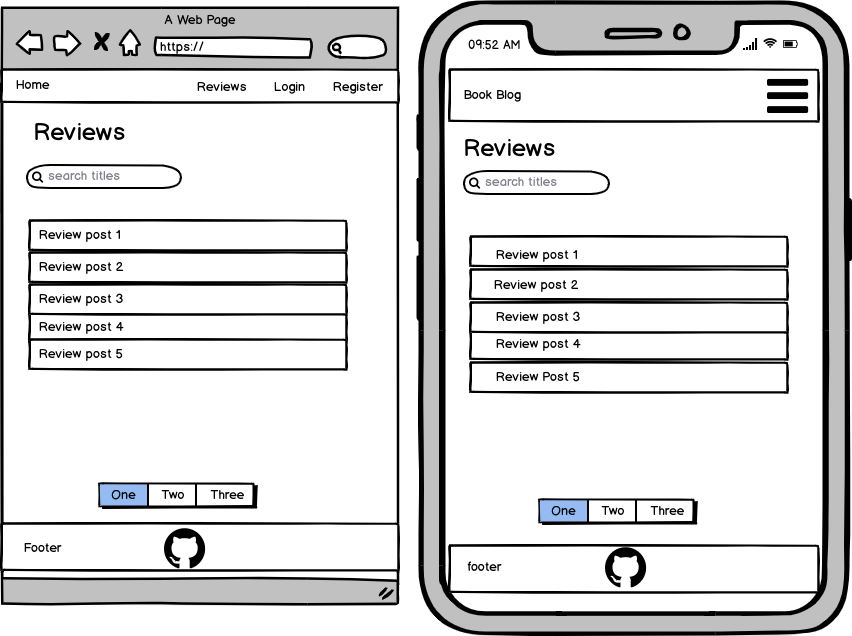 A Web Page
https://
Home Reviews Login Register
Reviews
search titles
Review post 1
Review post 2
Review post 3
Review post 4
Review post 5
One Two Three
Footer
09:52 AM
Book Blog
Reviews
search titles
Review post 1
Review post 2
Review post 3
Review post 4
Review Post 5
One Two Three
footer